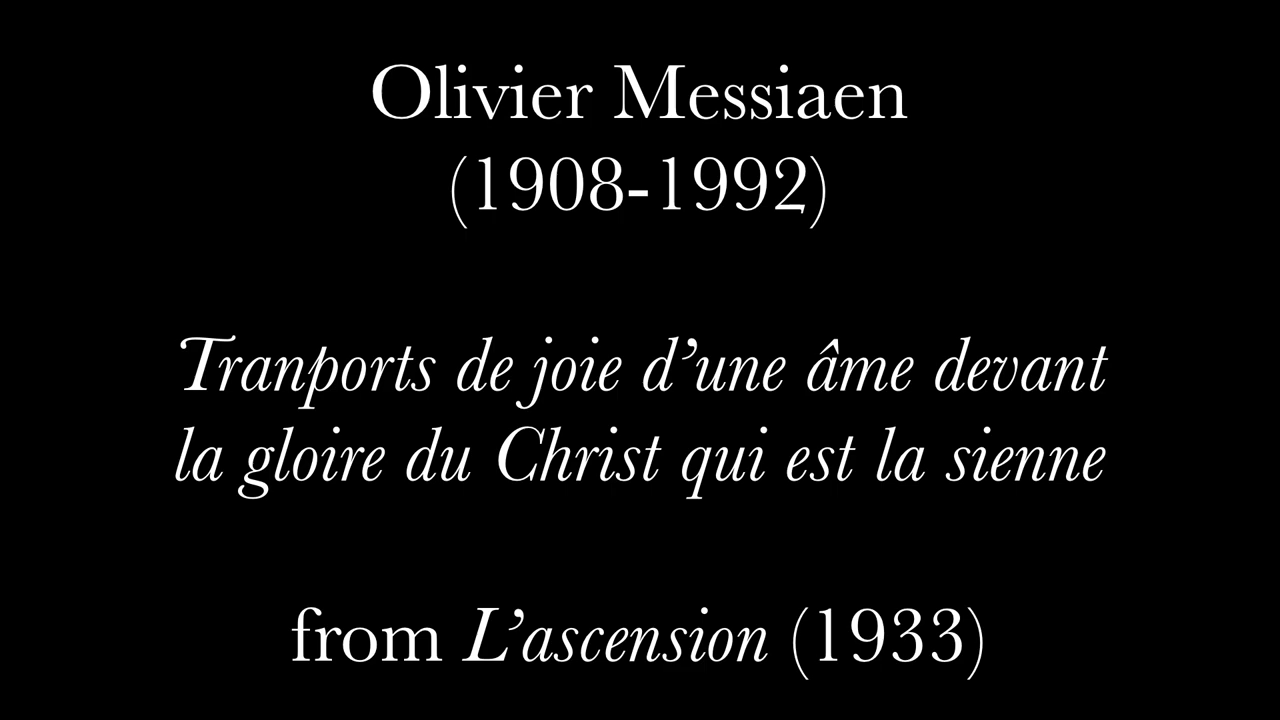 Olivier Messiaen
(1908-1992)
Tranports de joie d’une âme devant
la gloire du Christ qui est la sienne
from L’ascension (1933)